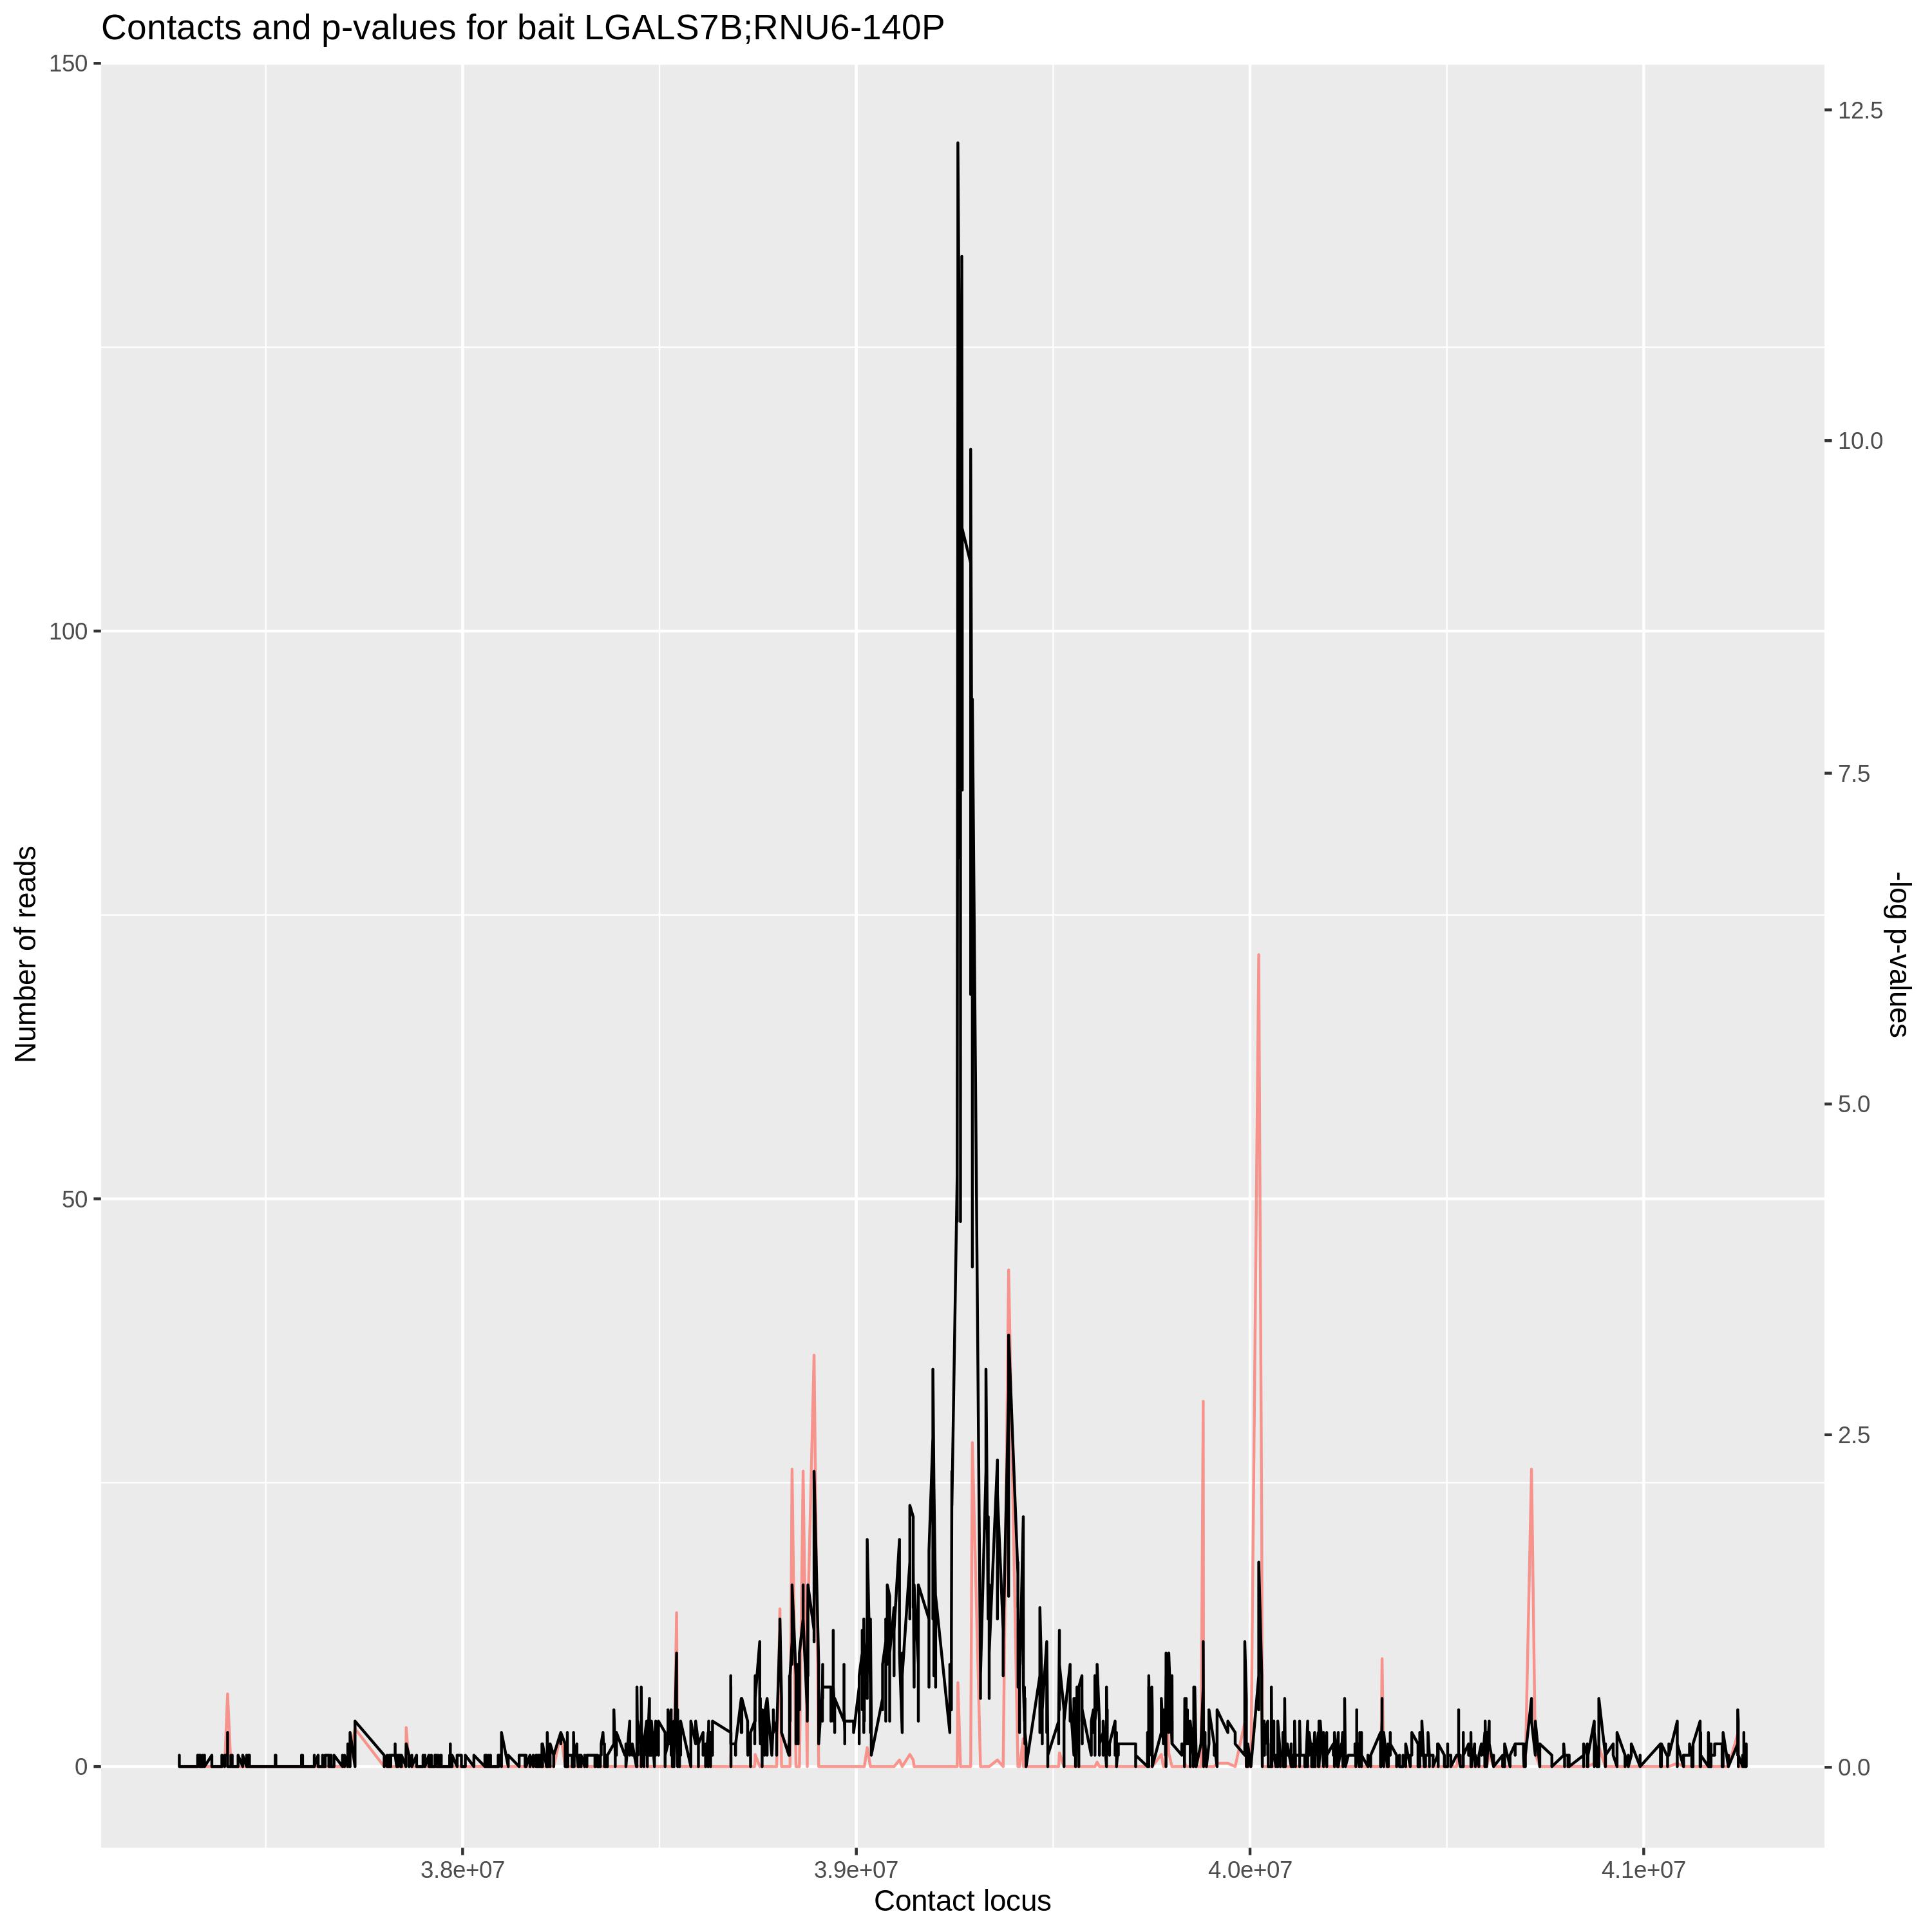 Contacts and p-values for bait LGALS7B;RNU6-140P
150
100
50
0
Number of reads
12.5
10.0
7.5
5.0
2.5
0.0
-log p-values
3.8e+07
3.9e+07
4.0e+07
4.1e+07
Contact locus